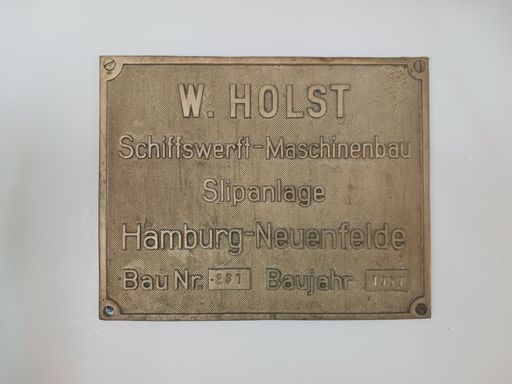 W. HOLST
Schiffswerft-Maschinenbau
Slipanlage
Hamburg-Neuenfelde
Bau Nr. Baujahr